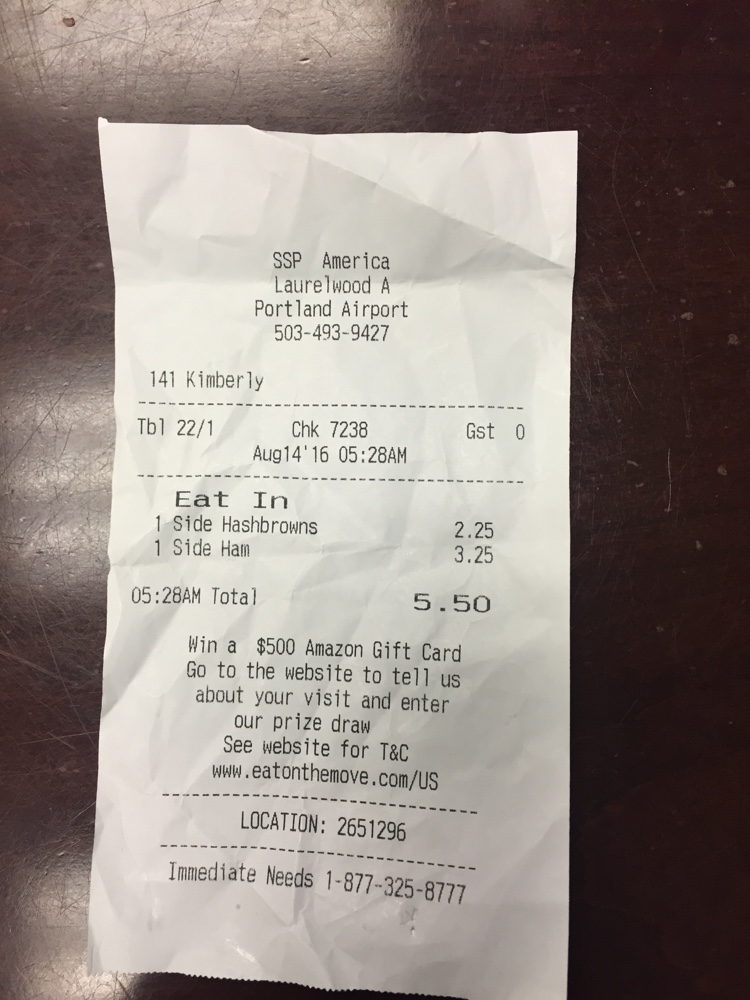 SSP America
Laurelwood A
Portland Airport
503-493-9427
141 Kimberly
Tbl 22/1 Chk 7238 Gst 0
Aug14'16 05:28AM
Eat In
1 Side Hashbrowns 2.25
1 Side Ham 3.25
05:28AM Total 5.50
Win a $500 Amazon Gift Card
Go to the website to tell us
about your visit and enter
our prize draw
See website for T&C
www.eatonthemove.com/US
LOCATION: 2651296
Immediate Needs 1-877-325-8777